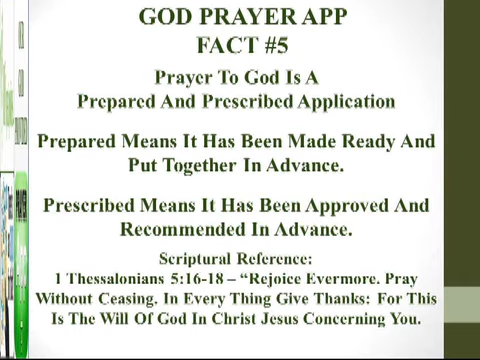 GOD PRAYER APP
FACT #5
Prayer To God Is A
Prepared And Prescribed Application
Prepared Means It Has Been Made Ready And
Put Together In Advance.
Prescribed Means It Has Been Approved And
Recommended In Advance.
Scriptural Reference:
1 Thessalonians 5:16-18 – “Rejoice Evermore. Pray
Without Ceasing. In Every Thing Give Thanks: For This
Is The Will Of God In Christ Jesus Concerning You.
PRAYER